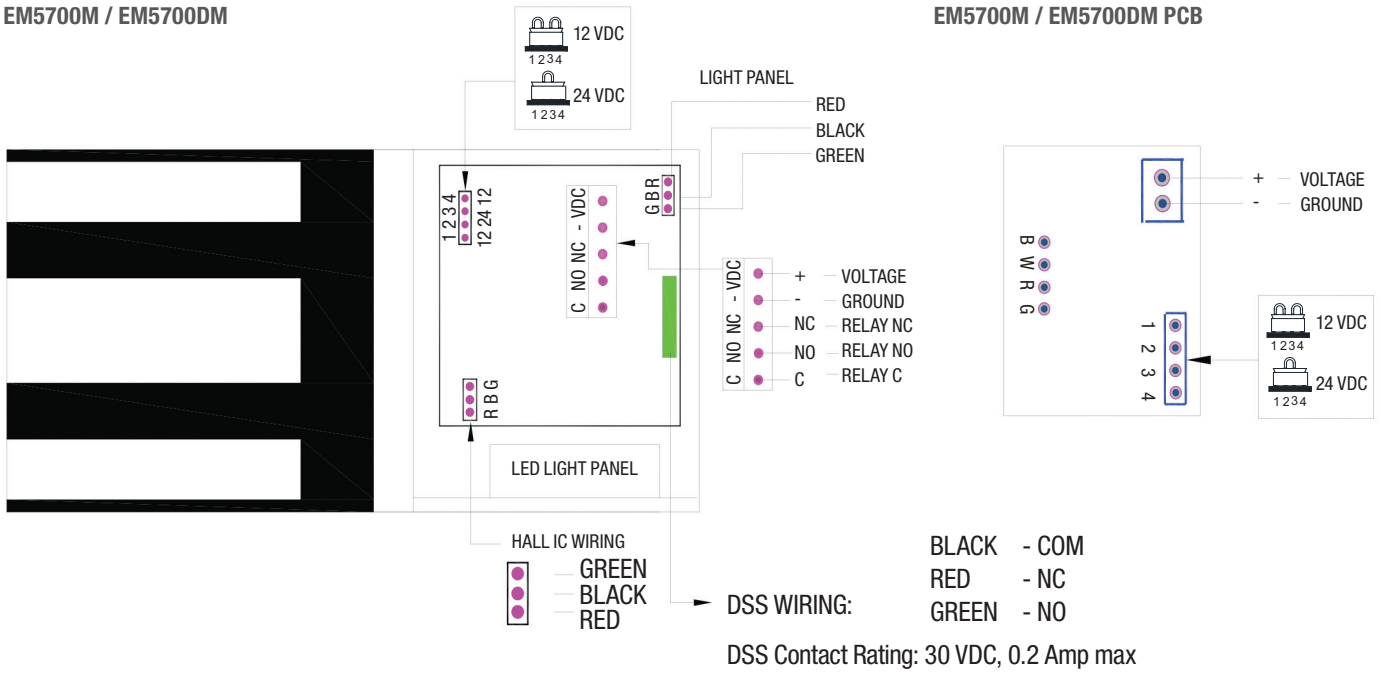 EM5700M / EM5700DM
12 VDC
1234
24 VDC
1234
LIGHT PANEL
RED
BLACK
GREEN
1 2 3 4
12 24 12
G B R
C NO NC - VDC
R B G
LED LIGHT PANEL
C NO NC - VDC
+ VOLTAGE
- GROUND
NC RELAY NC
NO RELAY NO
C RELAY C
HALL IC WIRING
GREEN
BLACK
RED
DSS WIRING:
BLACK - COM
RED - NC
GREEN - NO
DSS Contact Rating: 30 VDC, 0.2 Amp max
EM5700M / EM5700DM PCB
+ VOLTAGE
- GROUND
B W R G
1 2 3 4
12 VDC
1234
24 VDC
1234